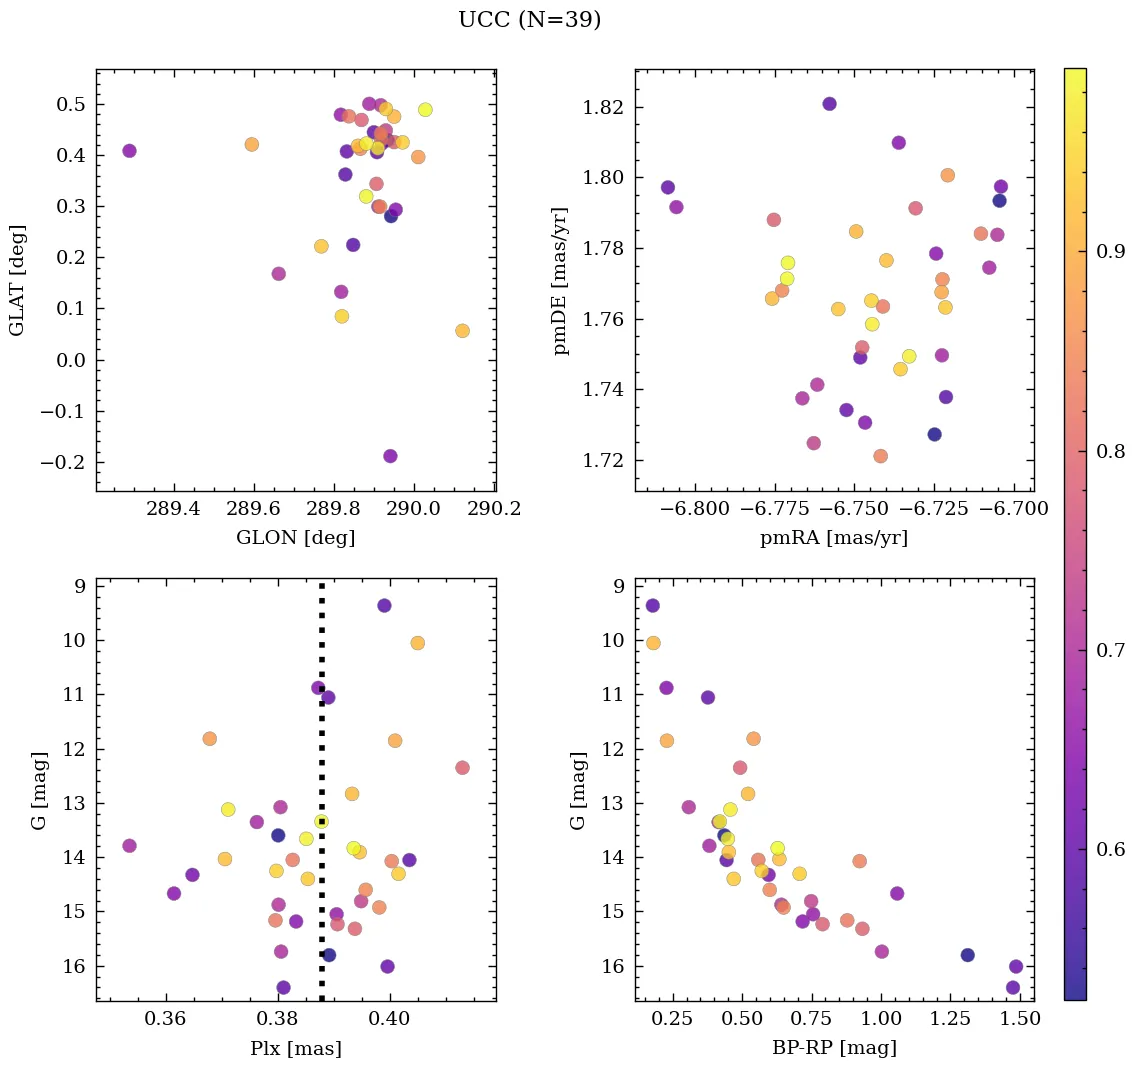 UCC (N=39)
0.5
0.4
0.3
0.2
0.1
0.0
−0.1
−0.2
GLAT [deg]
289.4 289.6 289.8 290.0 290.2
GLON [deg]
1.82
1.80
1.78
1.76
1.74
1.72
pmDE [mas/yr]
−6.800 −6.775 −6.750 −6.725 −6.700
pmRA [mas/yr]
9
10
11
12
13
14
15
16
G [mag]
0.36 0.38 0.40
Plx [mas]
9
10
11
12
13
14
15
16
G [mag]
0.25 0.50 0.75 1.00 1.25 1.50
BP-RP [mag]
0.9
0.8
0.7
0.6